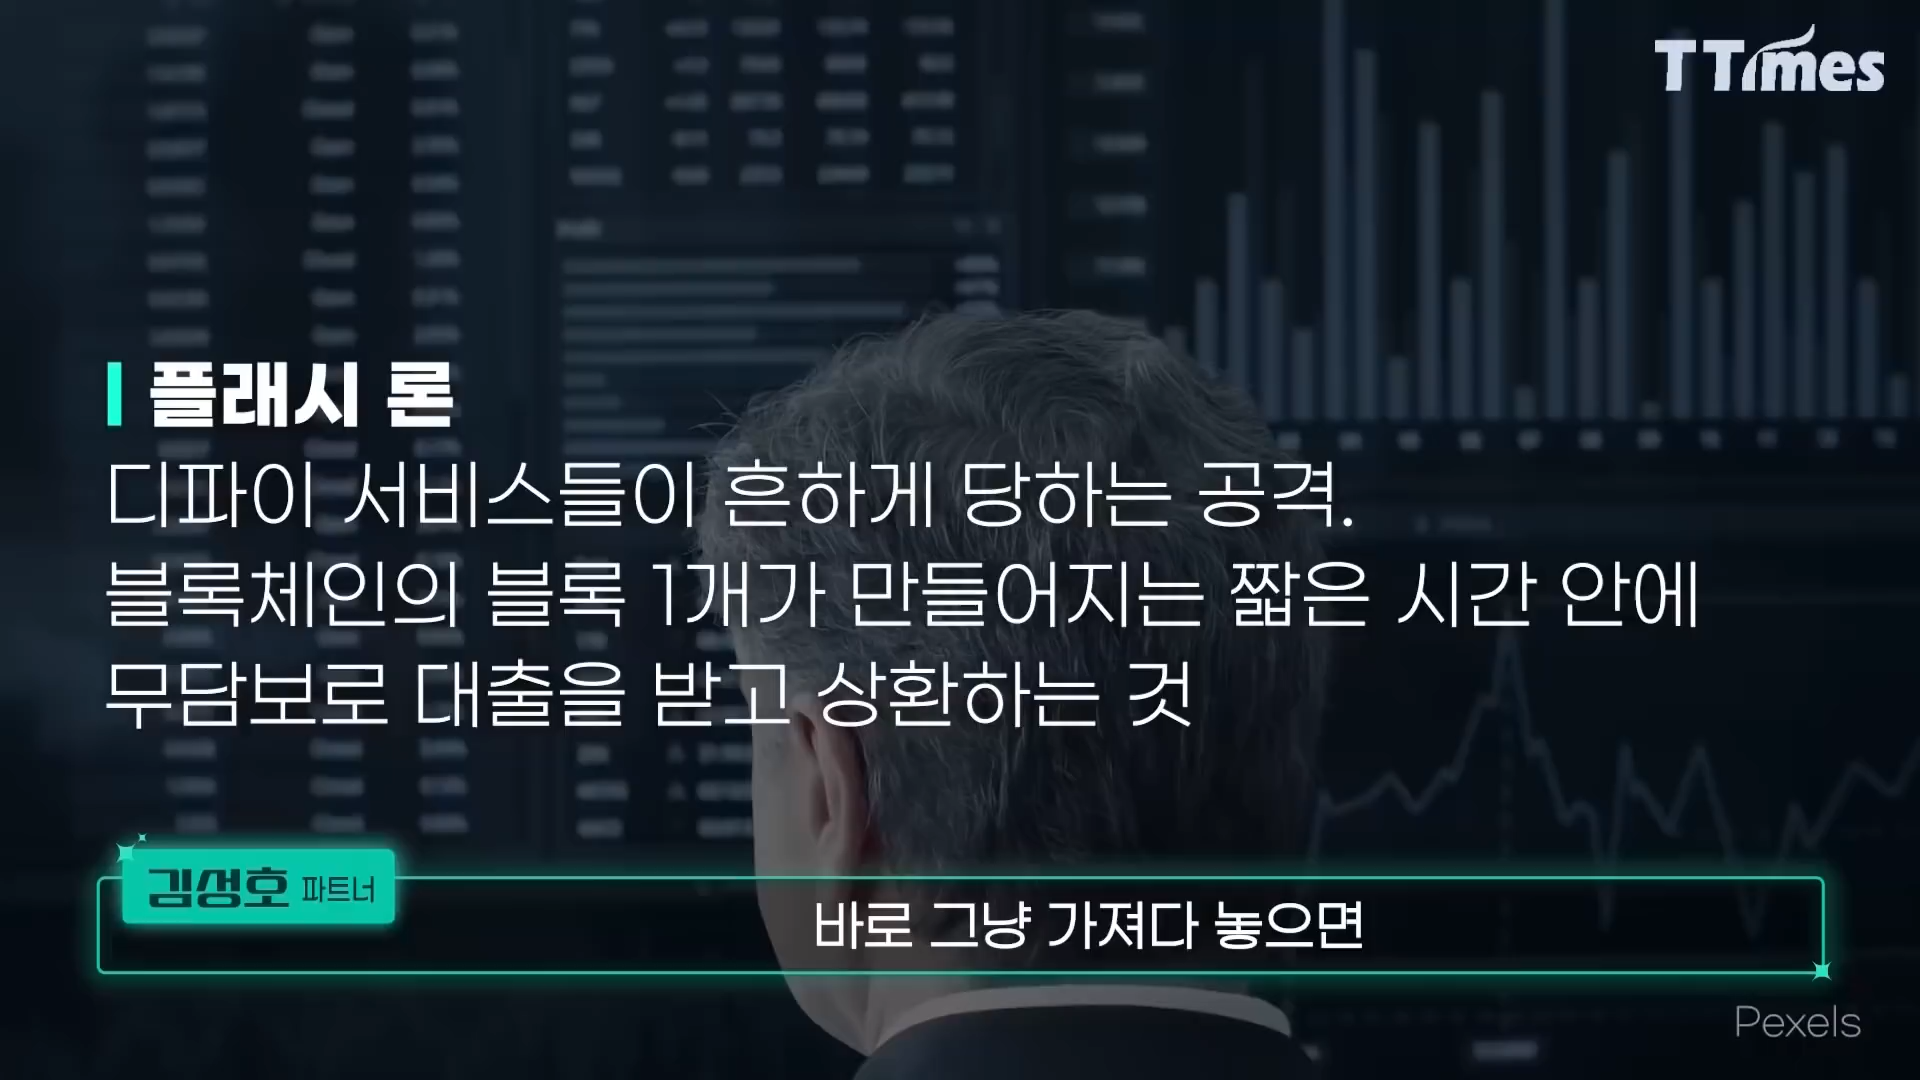 TTimes
플래시 론
디파이 서비스들이 흔하게 당하는 공격.
블록체인의 블록 1개가 만들어지는 짧은 시간 안에
무담보로 대출을 받고 상환하는 것
김성호 파트너
바로 그냥 가져다 놓으면
Pexels